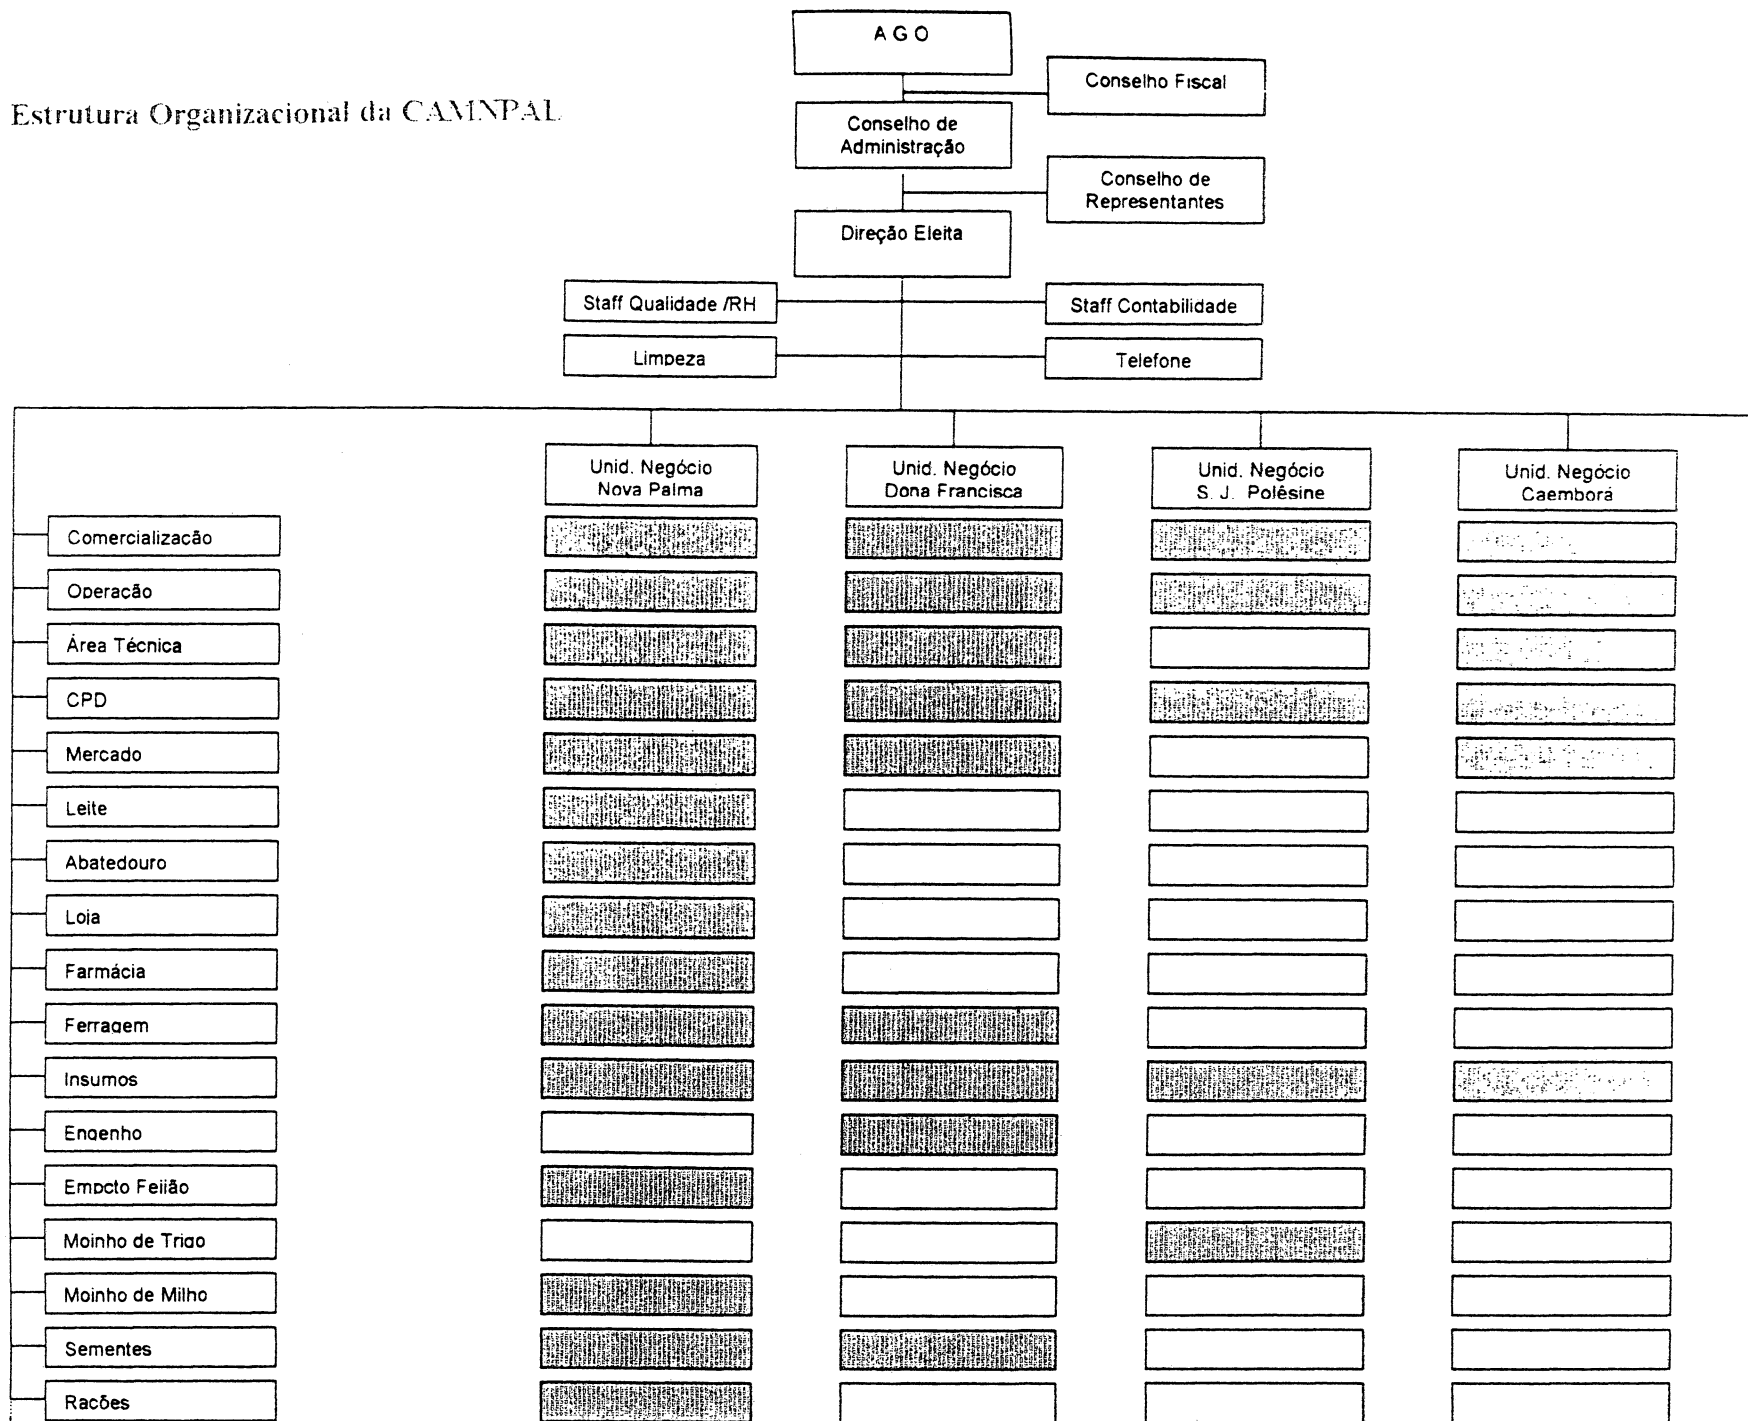 A G O
Conselho Fiscal
Estrutura Organizacional da CAMNPAL
Conselho de
Administração
Conselho de
Representantes
Direção Eleita
Staff Qualidade /RH
Staff Contabilidade
Limpeza
Telefone
Unid. Negócio
Nova Palma
Unid. Negócio
Dona Francisca
Unid. Negócio
S. J. Polêsine
Unid. Negócio
Caemborá
Comercialização
Operação
Área Técnica
CPD
Mercado
Leite
Abatedouro
Loja
Farmácia
Ferragem
Insumos
Engenho
Empcto Feijão
Moinho de Trigo
Moinho de Milho
Sementes
Rações